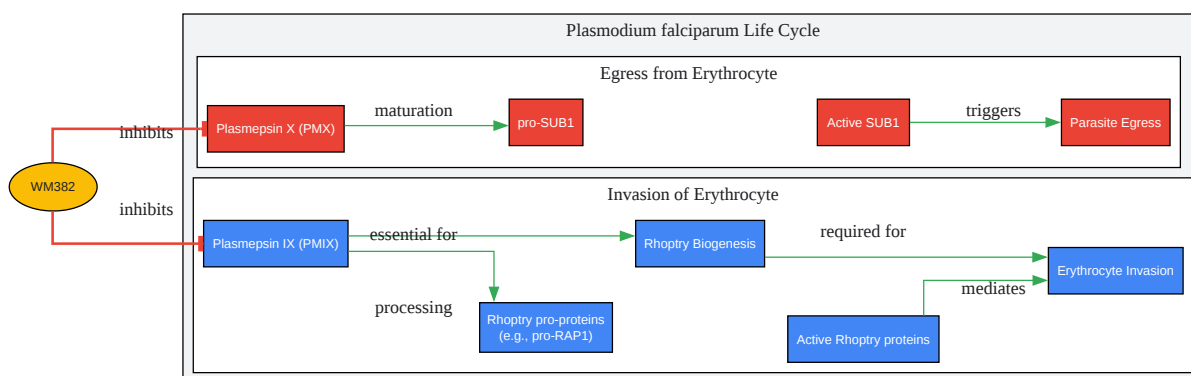 Plasmodium falciparum Life Cycle
Egress from Erythrocyte
inhibits
Plasmepsin X (PMX)
maturation
pro-SUB1
Active SUB1
triggers
Parasite Egress
WM382
inhibits
Invasion of Erythrocyte
Plasmepsin IX (PMIX)
essential for
Rhoptry Biogenesis
required for
Erythrocyte Invasion
processing
Rhoptry pro-proteins
(e.g., pro-RAP1)
mediates
Active Rhoptry proteins